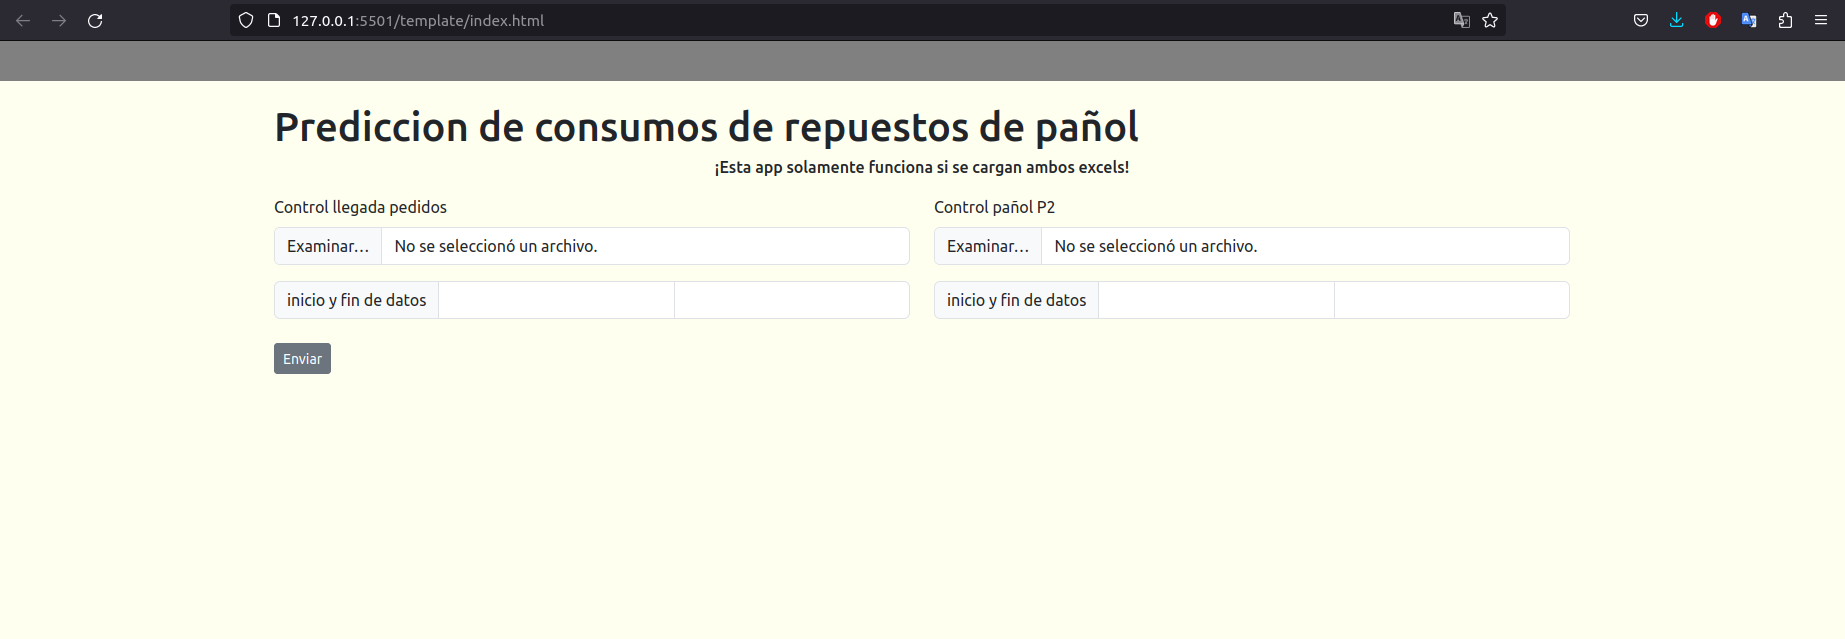 127.0.0.1:5501/template/index.html
Prediccion de consumos de repuestos de pañol
¡Esta app solamente funciona si se cargan ambos excels!
Control llegada pedidos
Control pañol P2
Examinar... No se seleccionó un archivo.
Examinar... No se seleccionó un archivo.
inicio y fin de datos
inicio y fin de datos
Enviar